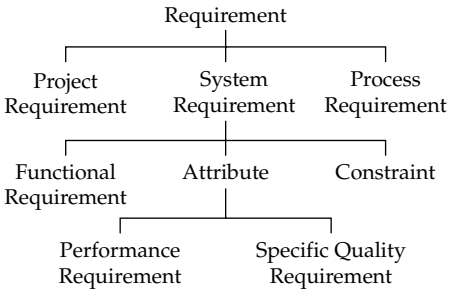 Requirement
Project
Requirement
System
Requirement
Process
Requirement
Functional
Requirement
Attribute
Constraint
Performance
Requirement
Specific Quality
Requirement